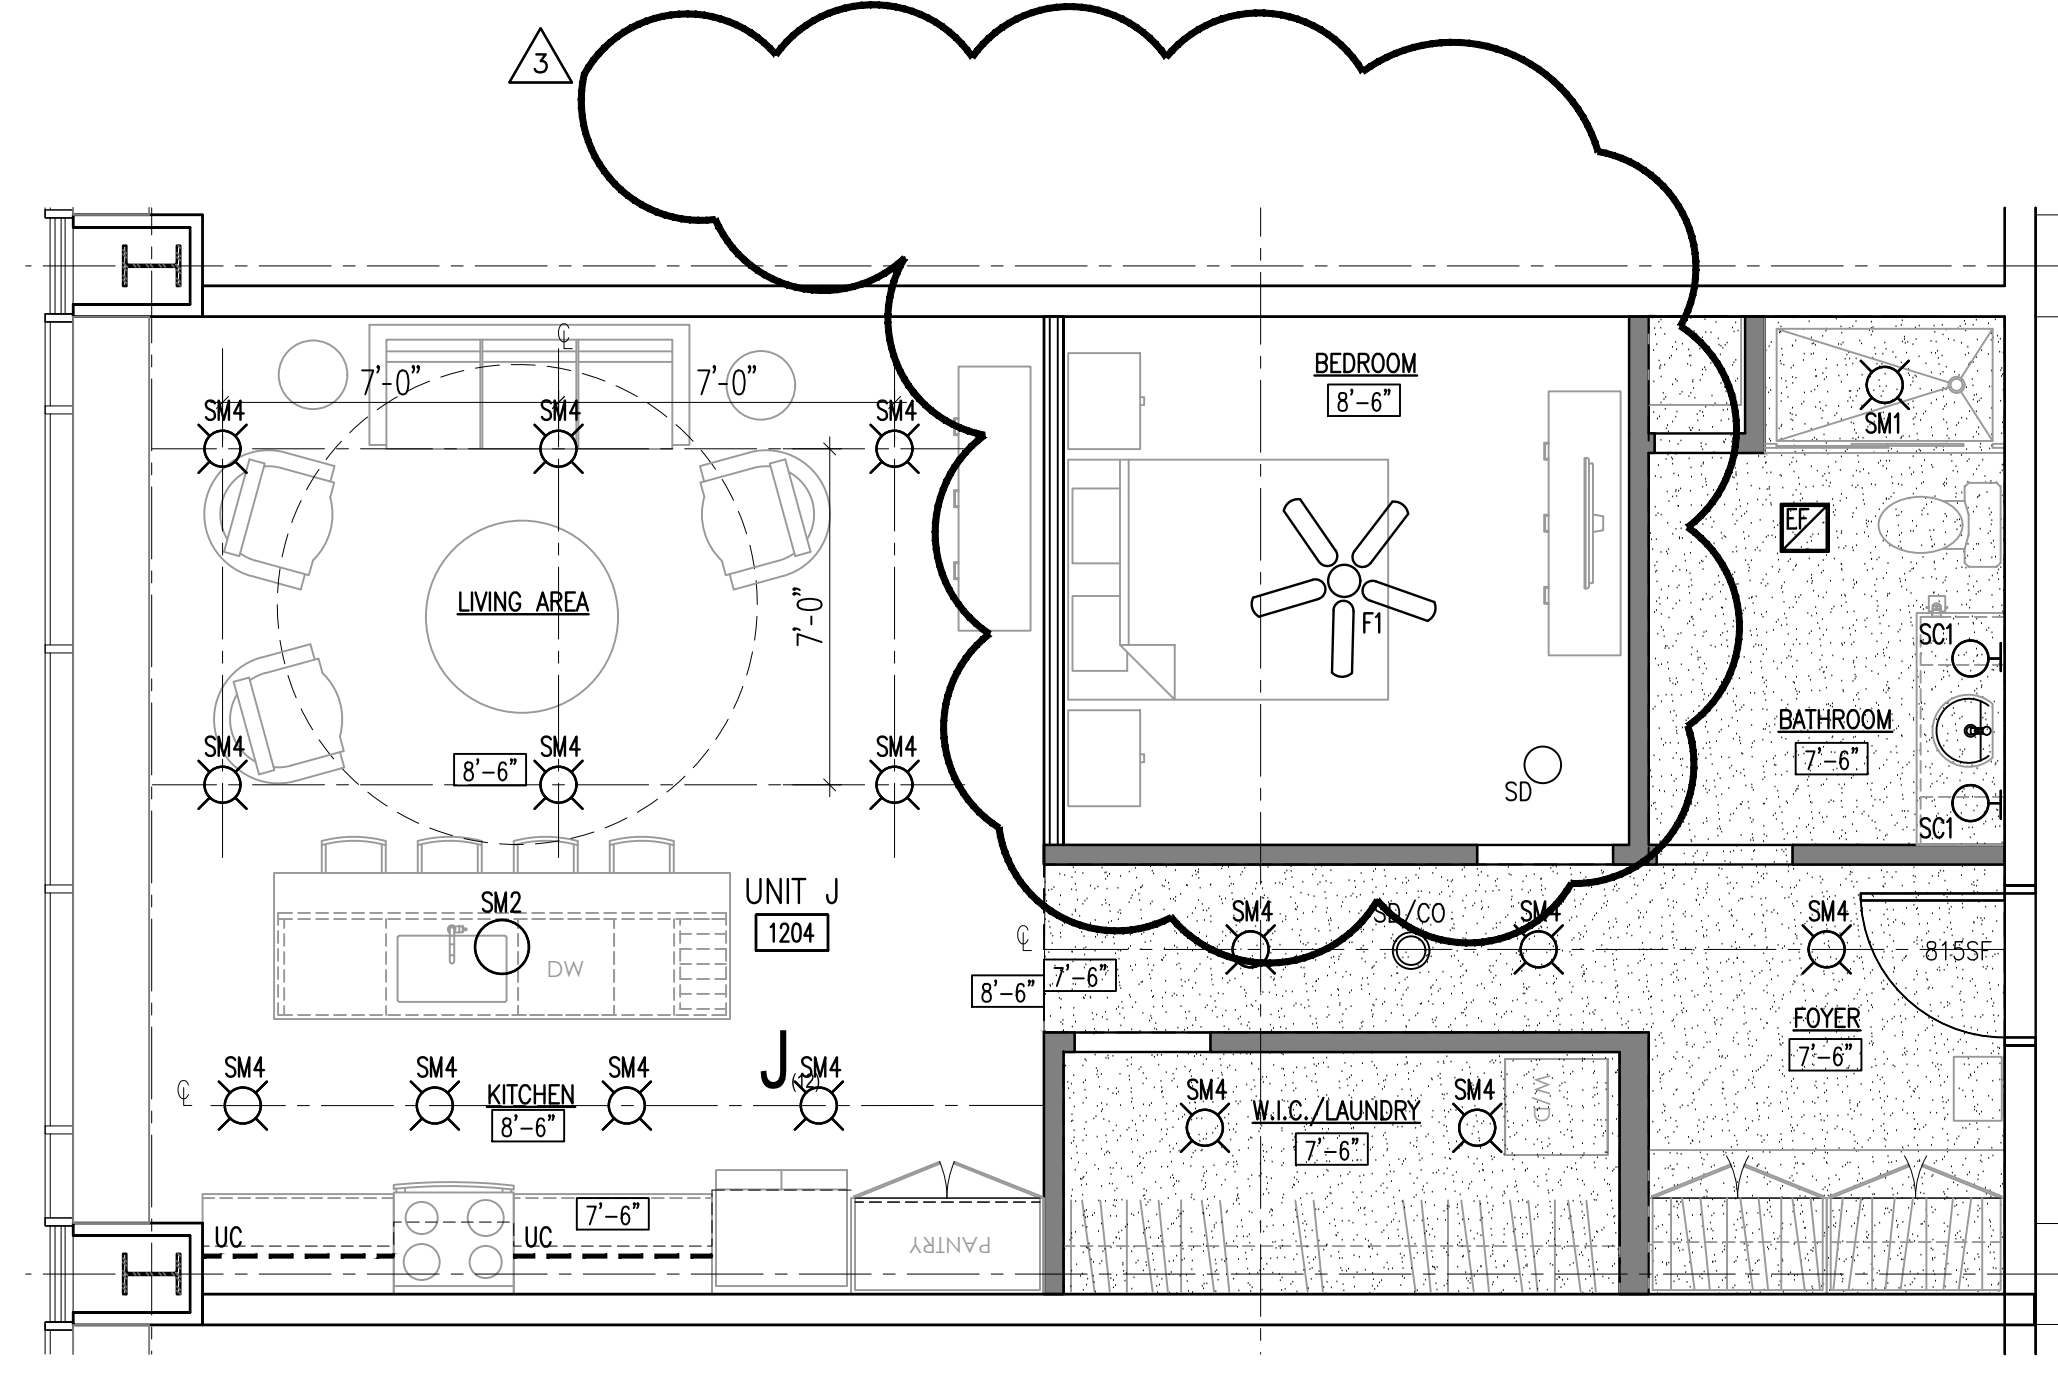 3
BEDROOM
8'-6"
7'-0"
7'-0"
SM4
SM4
SM4
SM1
EF
LIVING AREA
7'-0"
F1
SC1
BATHROOM
7'-6"
SM4
SM4
SM4
8'-6"
SD
SC1
UNIT J
1204
SM2
DW
SM4
SD/CO
SM4
SM4
815SF
℄
℄
℄
8'-6"
7'-6"
FOYER
7'-6"
J
(12)
SM4
SM4
SM4
SM4
KITCHEN
8'-6"
SM4
SM4
W.I.C./LAUNDRY
7'-6"
W/D
7'-6"
UC
UC
PANTRY